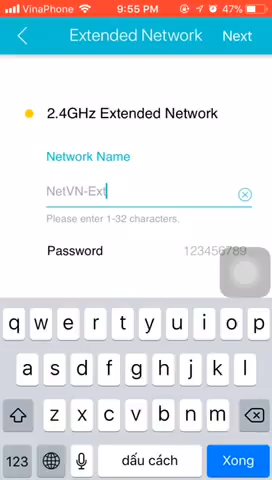 VinaPhone 9:55 PM 47%
Extended Network Next
2.4GHz Extended Network
Network Name
NetVN-Ext
Please enter 1-32 characters.
Password 123456789
q w e r t y u i o p
a s d f g h j k l
z x c v b n m
123 dấu cách Xong